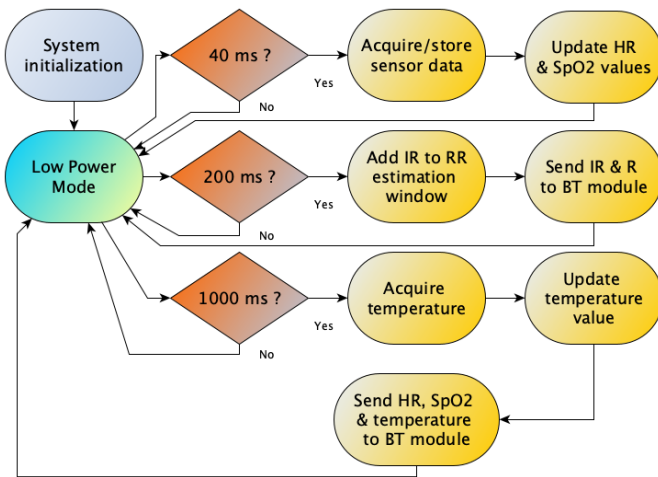 System
initialization
40 ms ?
Yes
No
Acquire/store
sensor data
Update HR
& SpO2 values
Low Power
Mode
200 ms ?
Yes
No
Add IR to RR
estimation
window
Send IR & R
to BT module
1000 ms ?
Yes
No
Acquire
temperature
Update
temperature
value
Send HR, SpO2
& temperature
to BT module